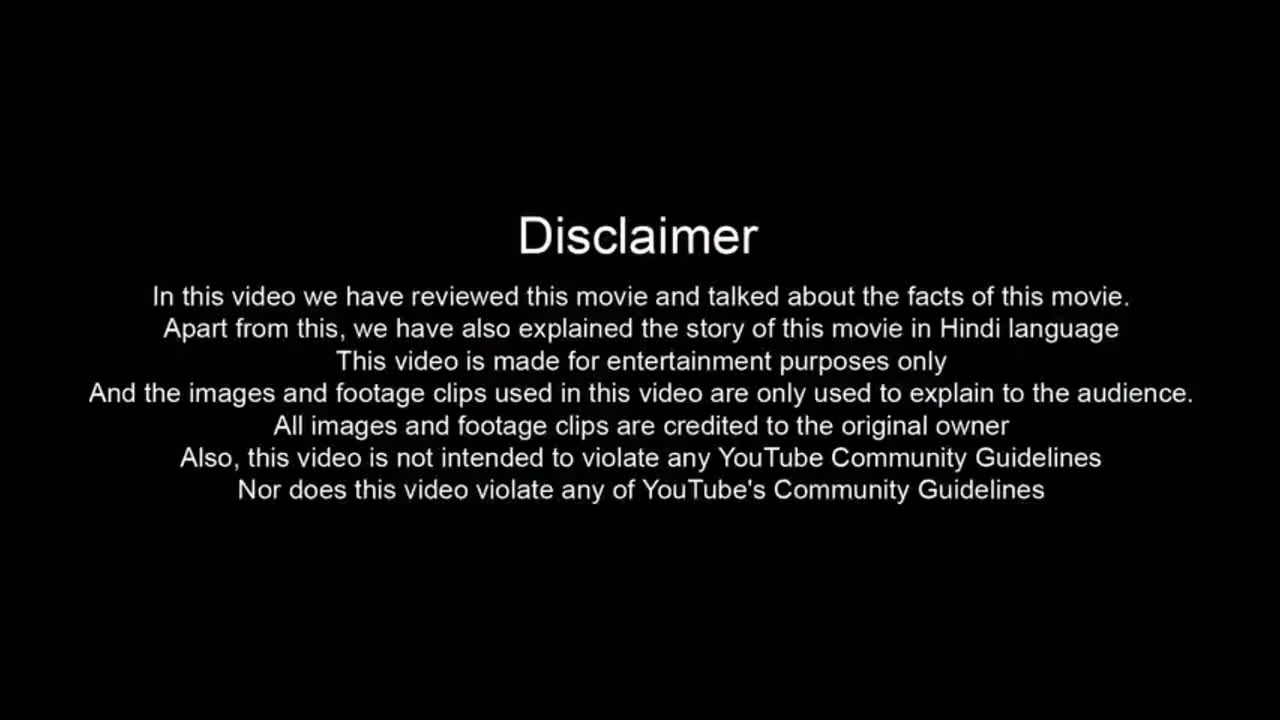 Disclaimer
In this video we have reviewed this movie and talked about the facts of this movie.
Apart from this, we have also explained the story of this movie in Hindi language
This video is made for entertainment purposes only
And the images and footage clips used in this video are only used to explain to the audience.
All images and footage clips are credited to the original owner
Also, this video is not intended to violate any YouTube Community Guidelines
Nor does this video violate any of YouTube's Community Guidelines